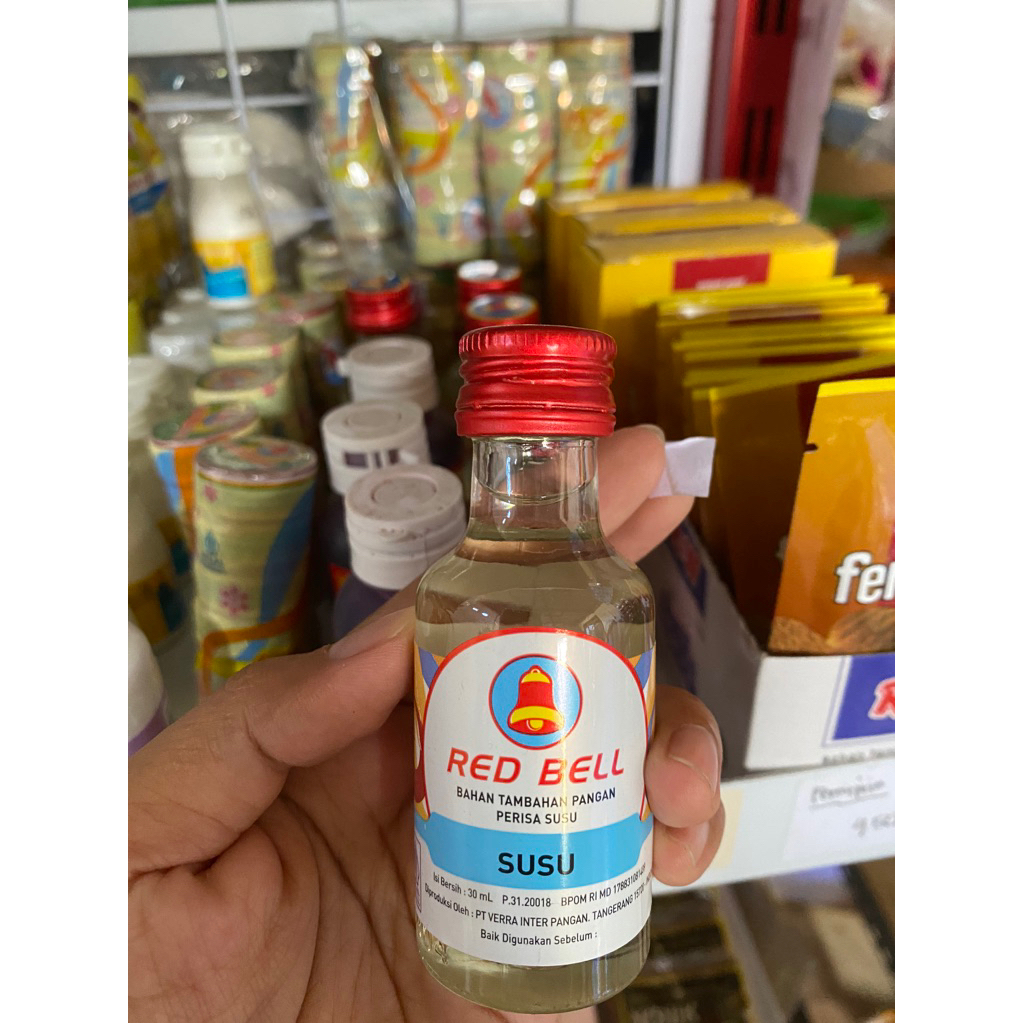 RED BELL
BAHAN TAMBAHAN PANGAN
PERISA SUSU
SUSU
Isi Bersih : 30 mL P.31.20018 BPOM RI MD
Diproduksi Oleh : PT VERRA INTER PANGAN. TANGERANG
Baik Digunakan Sebelum :
fer